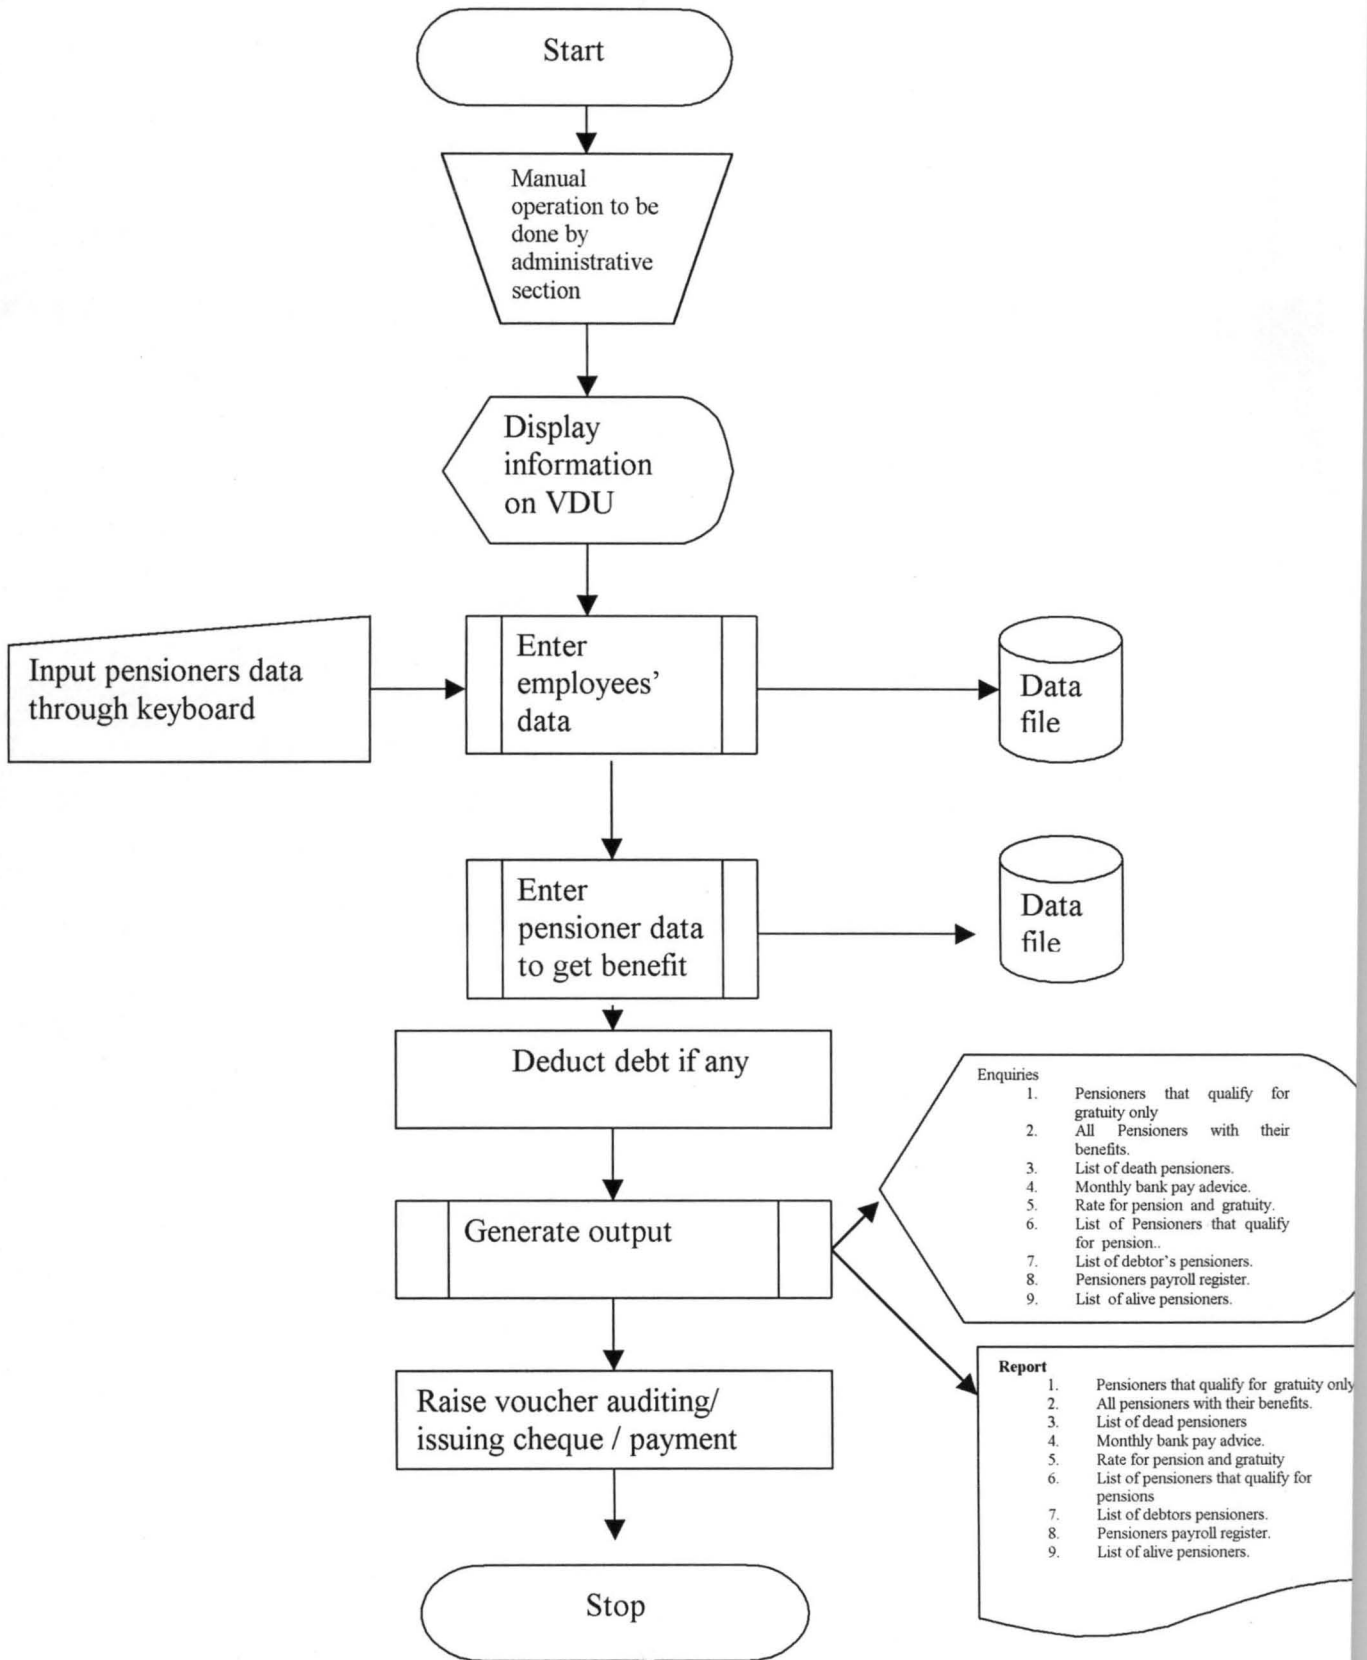 Start
Manual
operation to be
done by
administrative
section
Display
information
on VDU
Input pensioners data
through keyboard
Enter
employees’
data
Data
file
Enter
pensioner data
to get benefit
Data
file
Deduct debt if any
Generate output
Enquiries
1. Pensioners that qualify for
gratuity only
2. All Pensioners with their
benefits.
3. List of death pensioners.
4. Monthly bank pay adevice.
5. Rate for pension and gratuity.
6. List of Pensioners that qualify
for pension..
7. List of debtor’s pensioners.
8. Pensioners payroll register.
9. List of alive pensioners.
Report
1. Pensioners that qualify for gratuity only
2. All pensioners with their benefits.
3. List of dead pensioners
4. Monthly bank pay advice.
5. Rate for pension and gratuity
6. List of pensioners that qualify for
pensions
7. List of debtors pensioners.
8. Pensioners payroll register.
9. List of alive pensioners.
Raise voucher auditing/
issuing cheque / payment
Stop